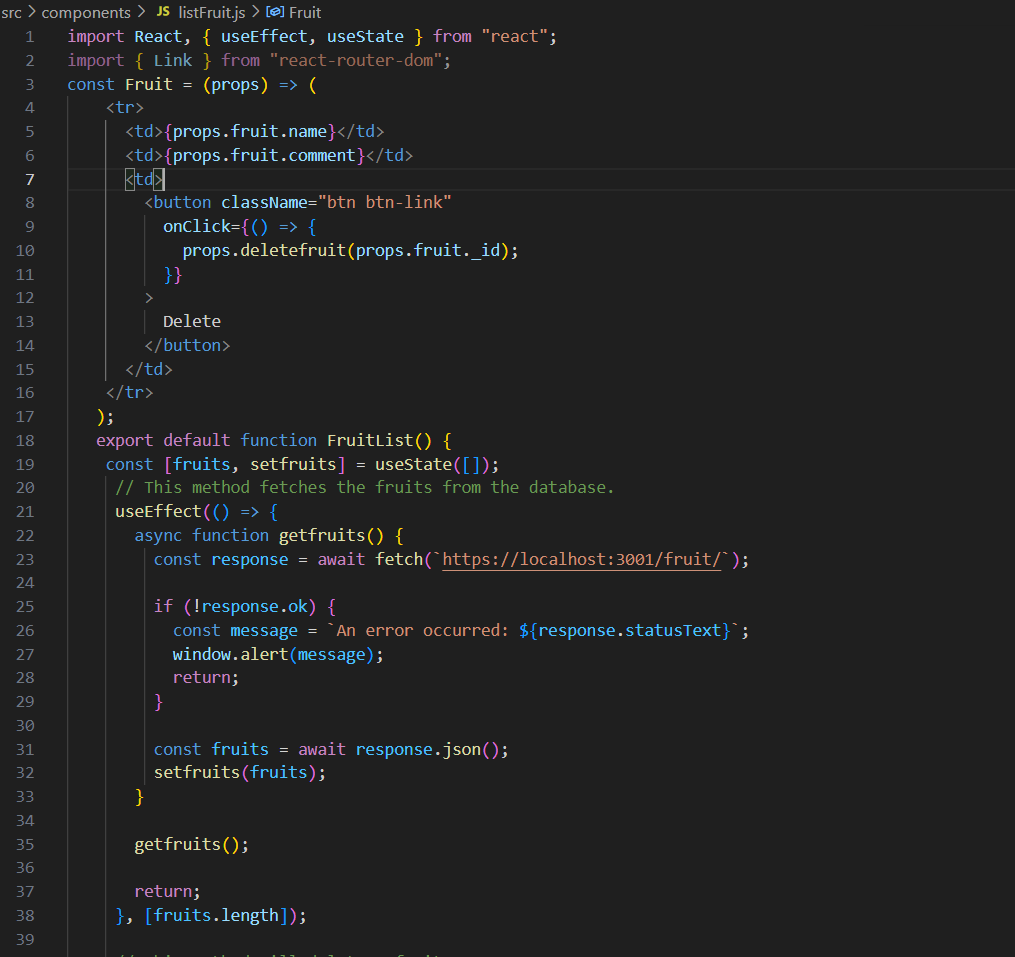 src > components > JS listFruit.js > Fruit
1 import React, { useEffect, useState } from "react";
2 import { Link } from "react-router-dom";
3 const Fruit = (props) => (
4     <tr>
5       <td>{props.fruit.name}</td>
6       <td>{props.fruit.comment}</td>
7       <td>
8         <button className="btn btn-link"
9           onClick={() => {
10             props.deletefruit(props.fruit._id);
11           }}
12         >
13           Delete
14         </button>
15       </td>
16     </tr>
17    );
18    export default function FruitList() {
19     const [fruits, setfruits] = useState([]);
20      // This method fetches the fruits from the database.
21      useEffect(() => {
22        async function getfruits() {
23          const response = await fetch(`https://localhost:3001/fruit/`);
24
25          if (!response.ok) {
26            const message = `An error occurred: ${response.statusText}`;
27            window.alert(message);
28            return;
29          }
30
31          const fruits = await response.json();
32          setfruits(fruits);
33        }
34
35        getfruits();
36
37        return;
38      }, [fruits.length]);
39